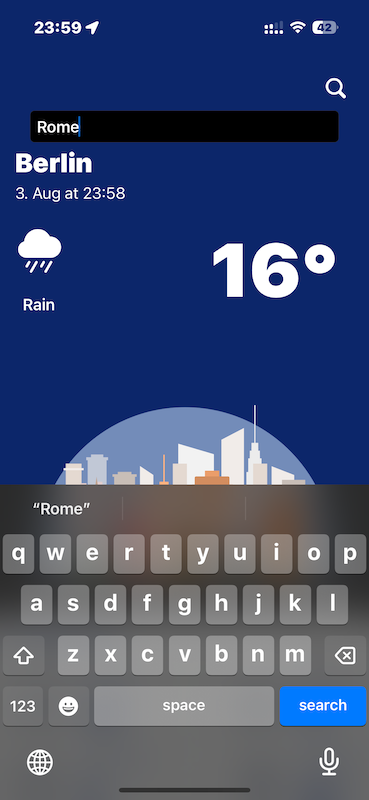 23:59
42
Rome
Berlin
3. Aug at 23:58
16°
Rain
“Rome”
q w e r t y u i o p
a s d f g h j k l
z x c v b n m
123 space search